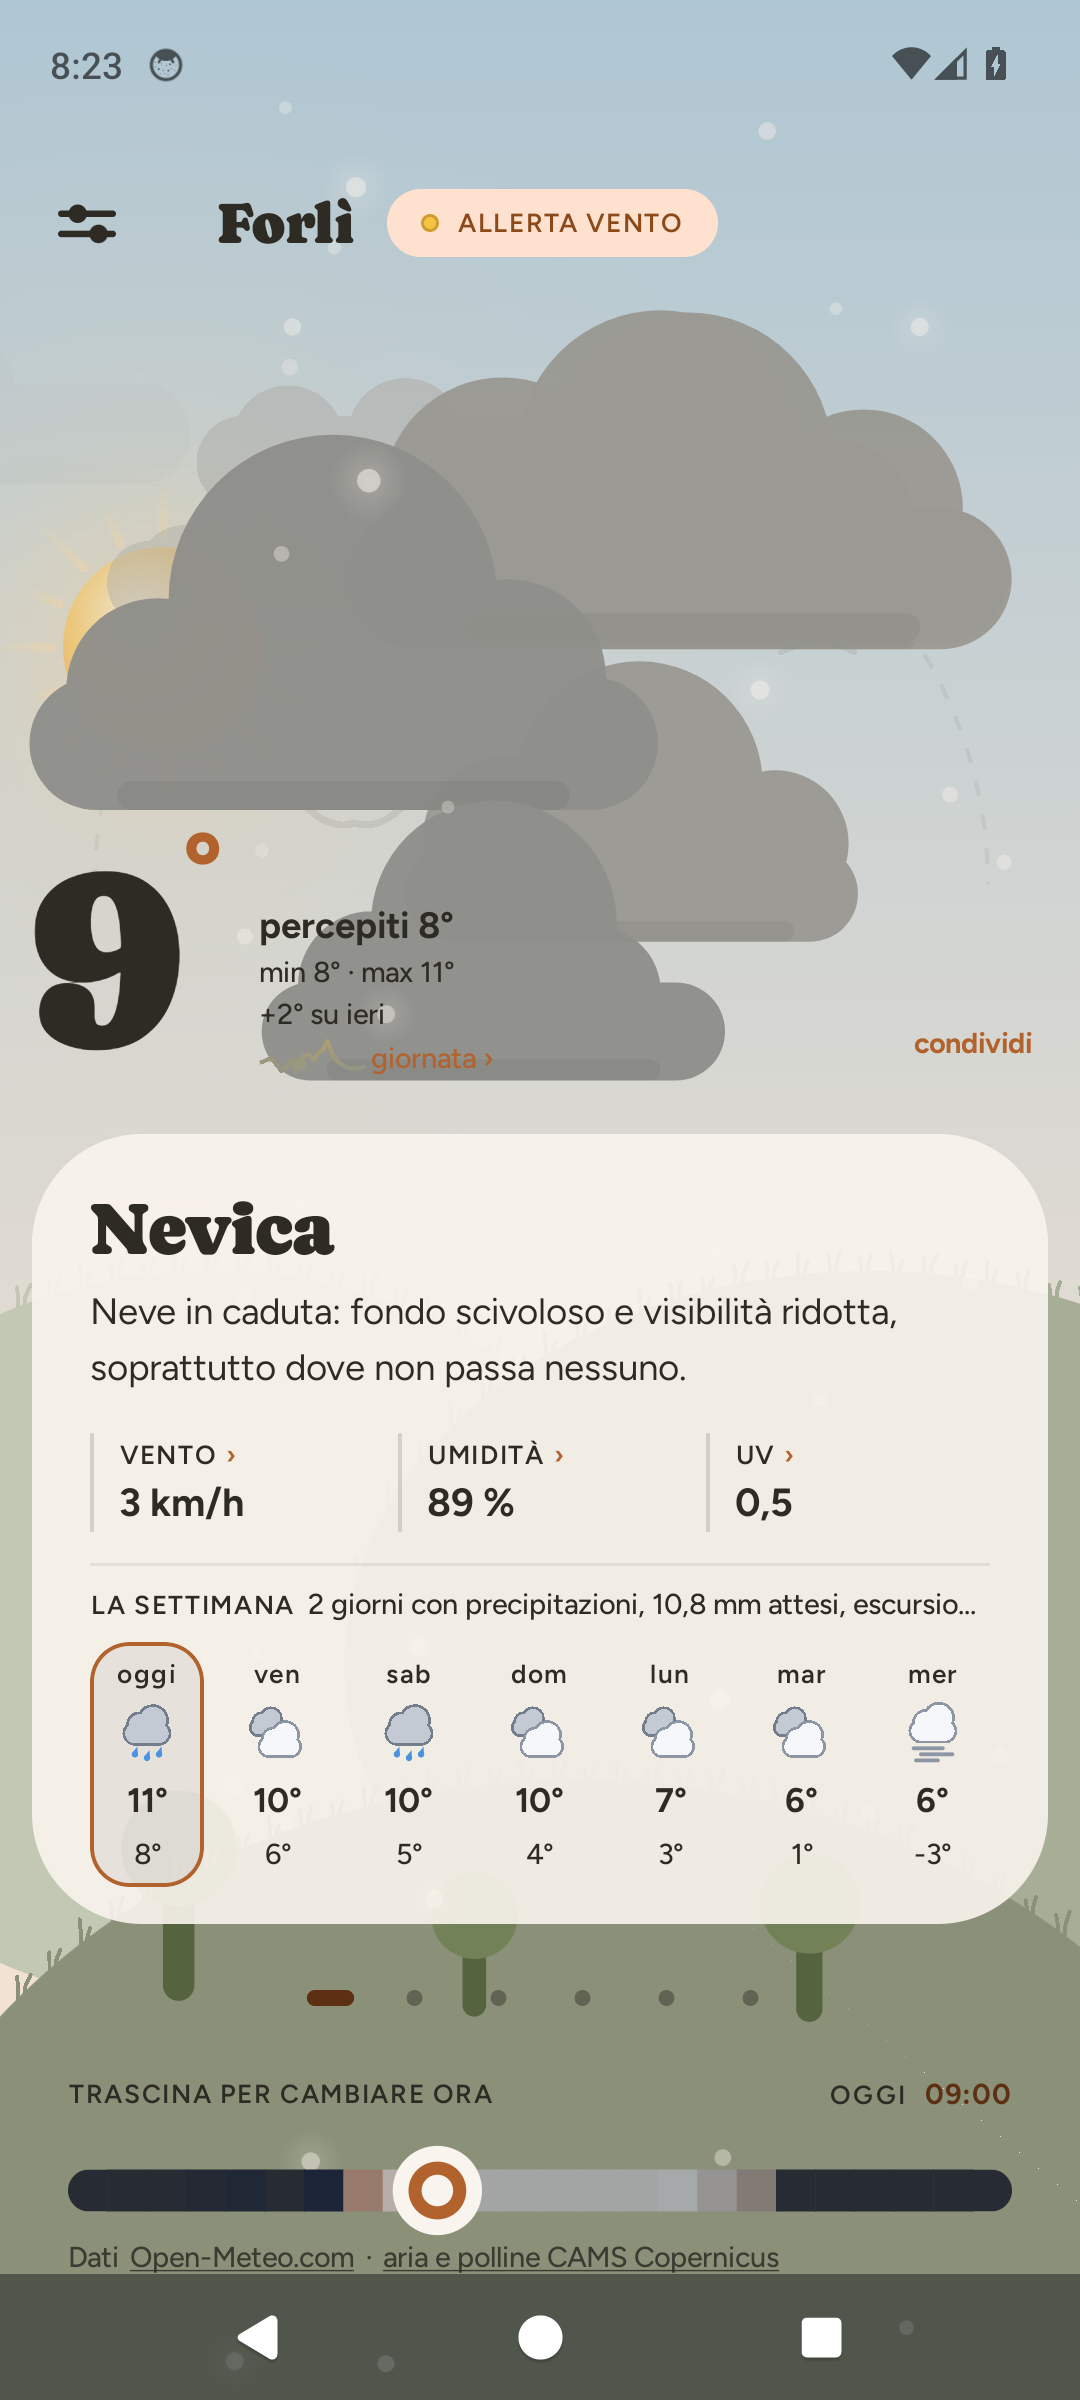 8:23
Forlì
ALLERTA VENTO
9°
percepiti 8°
min 8° · max 11°
+2° su ieri
giornata ›
condividi
Nevica
Neve in caduta: fondo scivoloso e visibilità ridotta,
soprattutto dove non passa nessuno.
VENTO › UMIDITÀ › UV ›
3 km/h 89 % 0,5
LA SETTIMANA 2 giorni con precipitazioni, 10,8 mm attesi, escursio...
oggi ven sab dom lun mar mer
11° 10° 10° 10° 7° 6° 6°
8° 6° 5° 4° 3° 1° -3°
TRASCINA PER CAMBIARE ORA OGGI 09:00
Dati Open-Meteo.com · aria e polline CAMS Copernicus